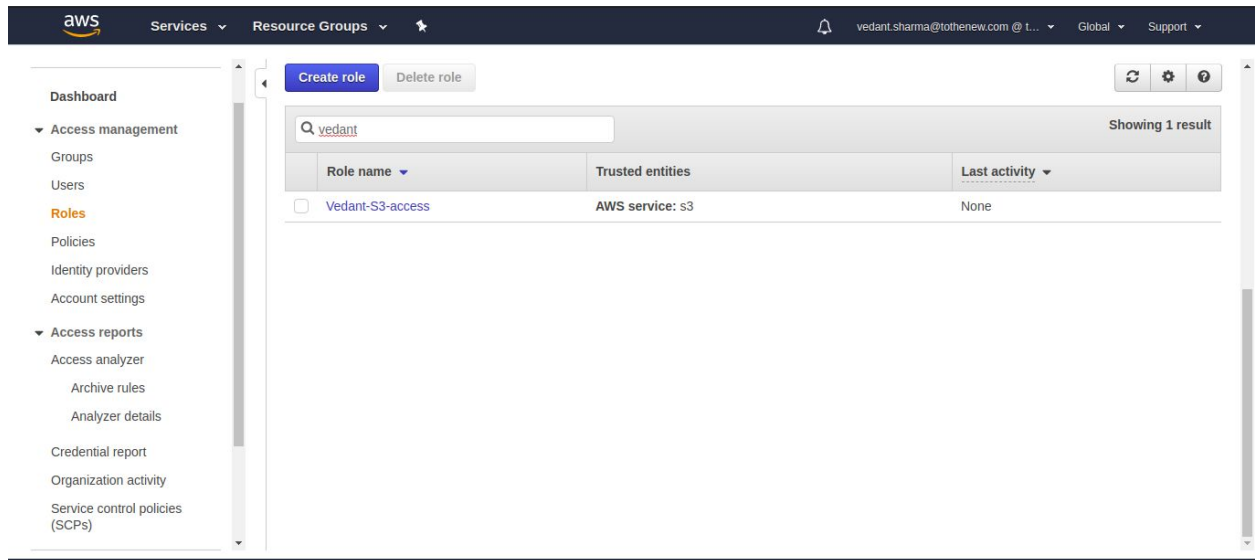 aws Services Resource Groups vedant.sharma@tothenew.com @ t... Global Support
Dashboard
Access management
Groups
Users
Roles
Policies
Identity providers
Account settings
Access reports
Access analyzer
Archive rules
Analyzer details
Credential report
Organization activity
Service control policies
(SCPs)
Create role Delete role
vedant Showing 1 result
Role name Trusted entities Last activity
Vedant-S3-access AWS service: s3 None